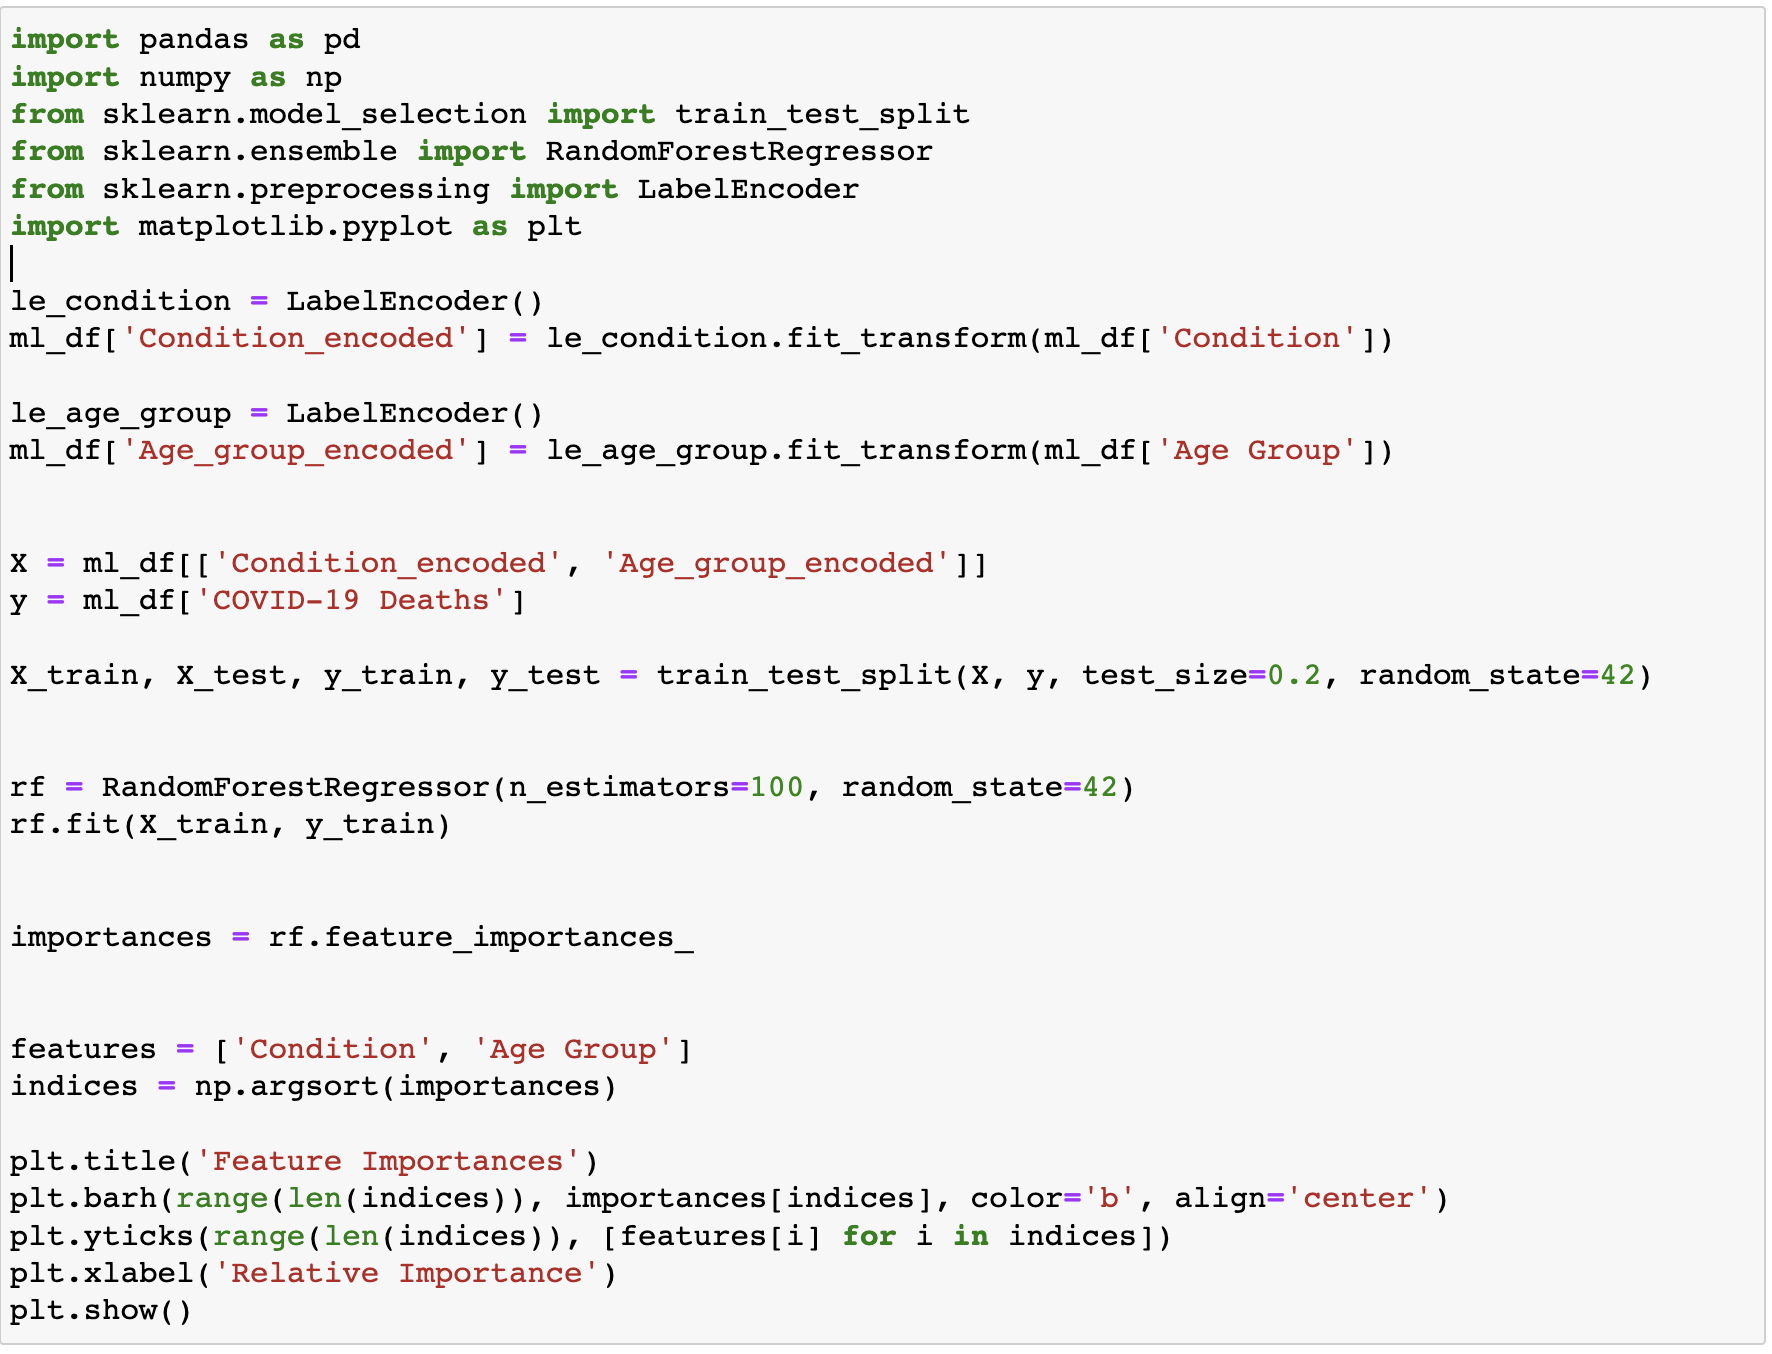 import pandas as pd
import numpy as np
from sklearn.model_selection import train_test_split
from sklearn.ensemble import RandomForestRegressor
from sklearn.preprocessing import LabelEncoder
import matplotlib.pyplot as plt
le_condition = LabelEncoder()
ml_df['Condition_encoded'] = le_condition.fit_transform(ml_df['Condition'])
le_age_group = LabelEncoder()
ml_df['Age_group_encoded'] = le_age_group.fit_transform(ml_df['Age Group'])
X = ml_df[['Condition_encoded', 'Age_group_encoded']]
y = ml_df['COVID-19 Deaths']
X_train, X_test, y_train, y_test = train_test_split(X, y, test_size=0.2, random_state=42)
rf = RandomForestRegressor(n_estimators=100, random_state=42)
rf.fit(X_train, y_train)
importances = rf.feature_importances_
features = ['Condition', 'Age Group']
indices = np.argsort(importances)
plt.title('Feature Importances')
plt.barh(range(len(indices)), importances[indices], color='b', align='center')
plt.yticks(range(len(indices)), [features[i] for i in indices])
plt.xlabel('Relative Importance')
plt.show()